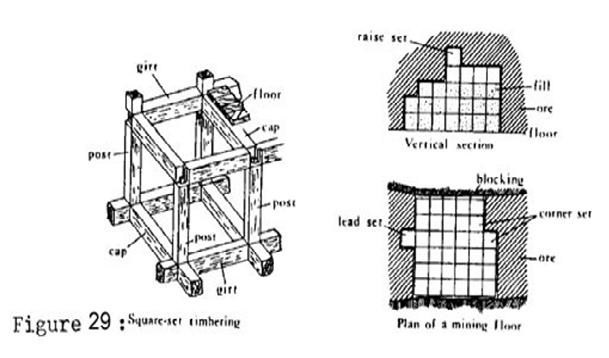 girt
floor
cap
post
post
post
cap
girt
Figure 29 : Square-set timbering
raise set
fill
ore
floor
Vertical section
blocking
lead set
corner set
ore
Plan of a mining floor